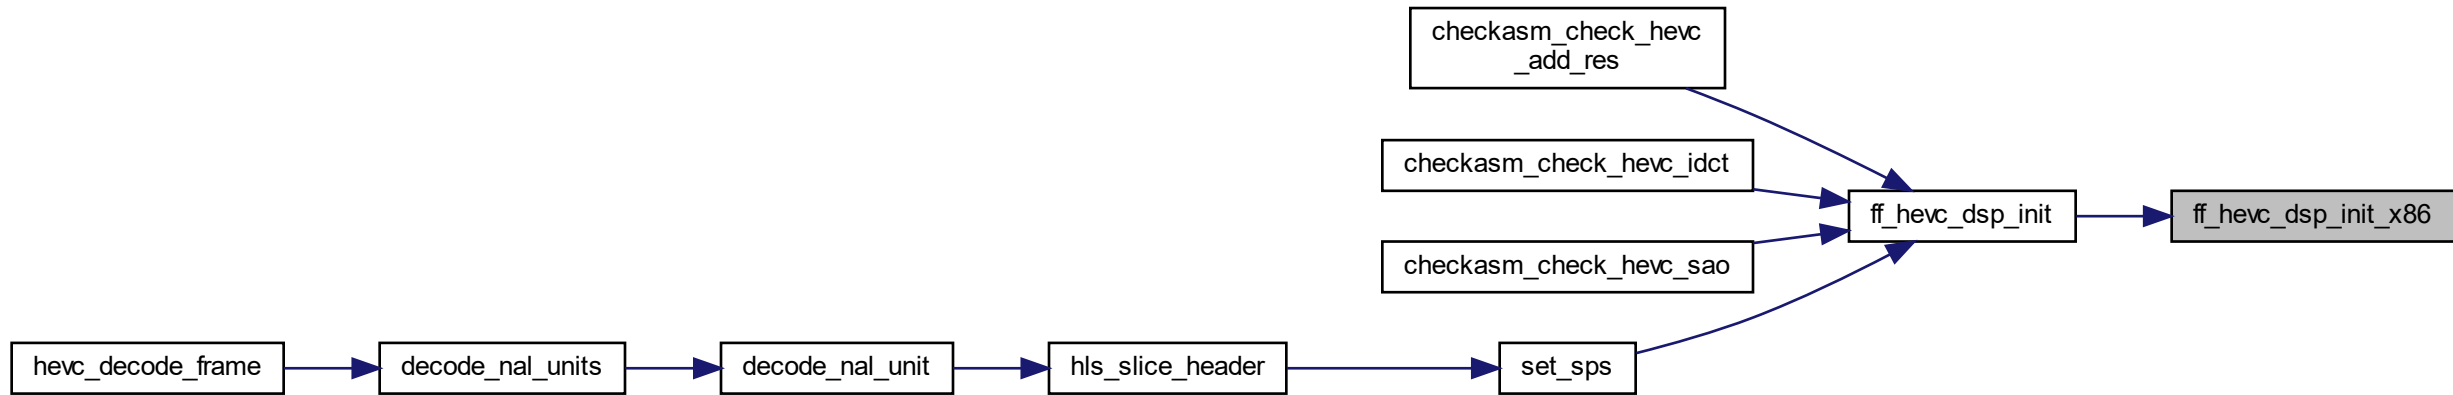 checkasm_check_hevc
_add_res
checkasm_check_hevc_idct
ff_hevc_dsp_init
ff_hevc_dsp_init_x86
checkasm_check_hevc_sao
hevc_decode_frame
decode_nal_units
decode_nal_unit
hls_slice_header
set_sps